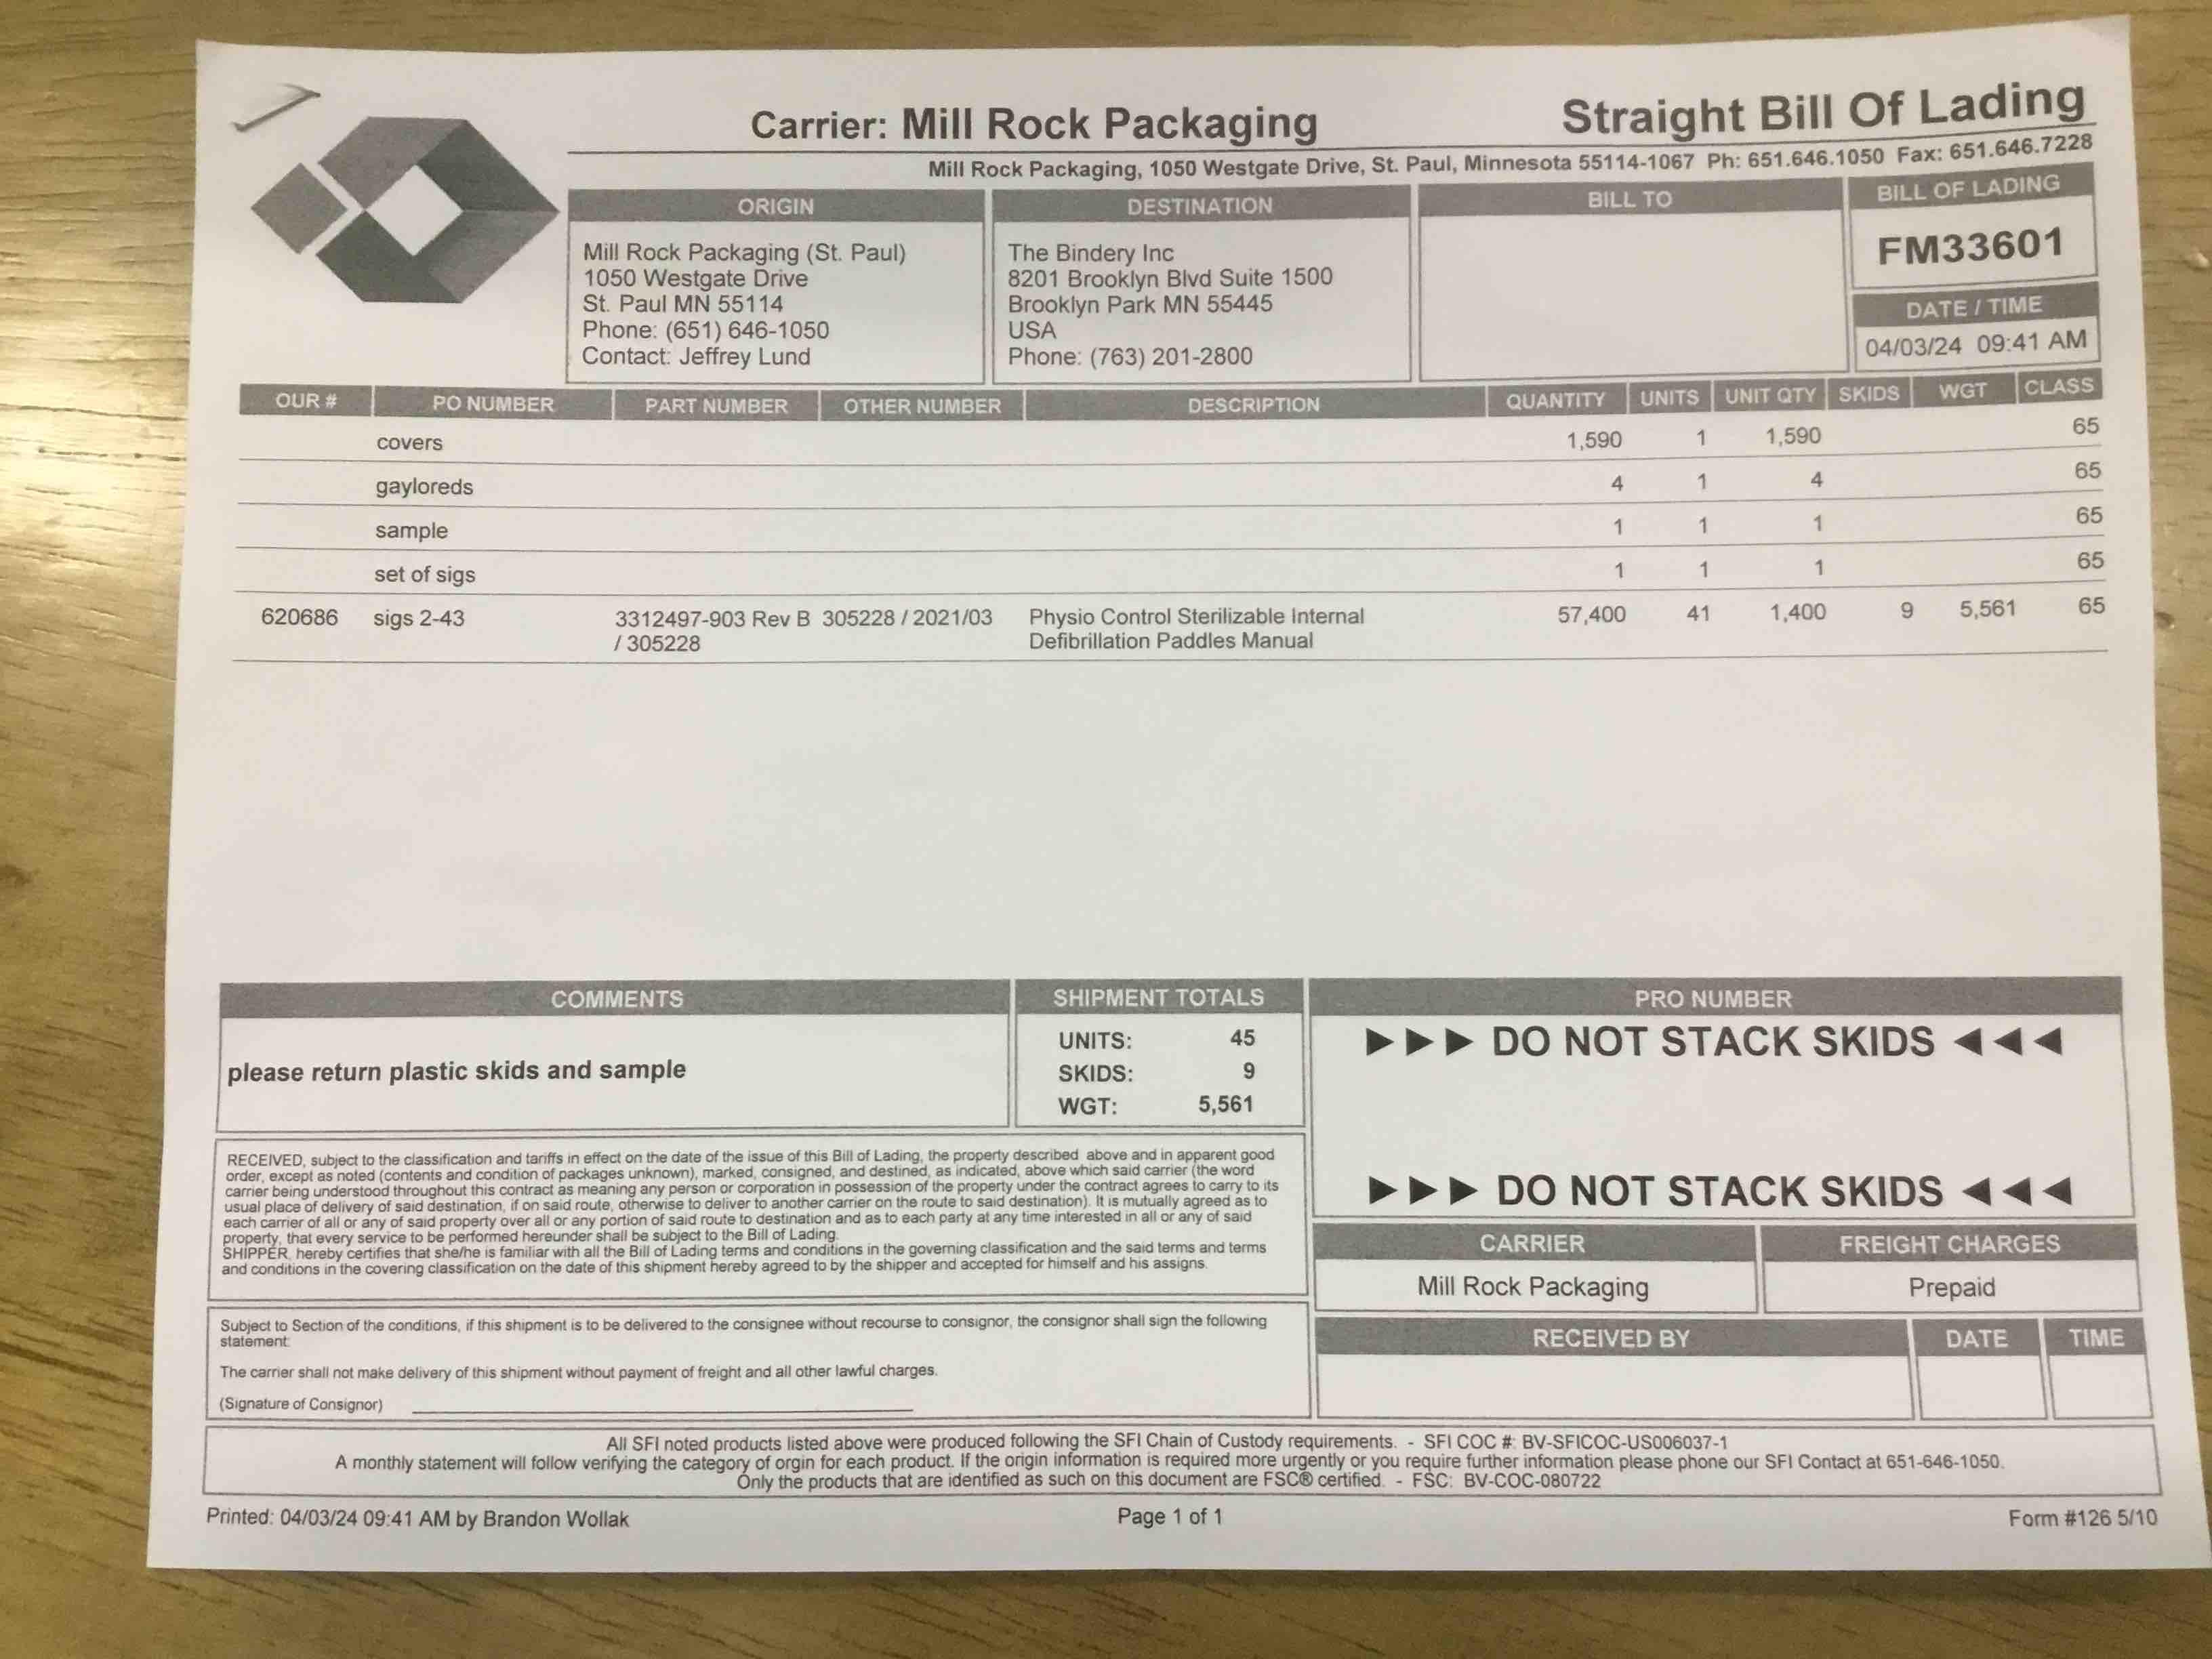 Carrier: Mill Rock Packaging
Straight Bill Of Lading
Mill Rock Packaging, 1050 Westgate Drive, St. Paul, Minnesota 55114-1067 Ph: 651.646.1050 Fax: 651.646.7228
ORIGIN
Mill Rock Packaging (St. Paul)
1050 Westgate Drive
St. Paul MN 55114
Phone: (651) 646-1050
Contact: Jeffrey Lund
DESTINATION
The Bindery Inc
8201 Brooklyn Blvd Suite 1500
Brooklyn Park MN 55445
USA
Phone: (763) 201-2800
BILL TO
BILL OF LADING
FM33601
DATE / TIME
04/03/24 09:41 AM
OUR # PO NUMBER PART NUMBER OTHER NUMBER DESCRIPTION QUANTITY UNITS UNIT QTY SKIDS WGT CLASS
covers 1,590 1 1,590 65
gayloreds 4 1 4 65
sample 1 1 1 65
set of sigs 1 1 1 65
620686 sigs 2-43 3312497-903 Rev B 305228 / 2021/03 Physio Control Sterilizable Internal 57,400 41 1,400 9 5,561 65
/ 305228 Defibrillation Paddles Manual
COMMENTS
please return plastic skids and sample
SHIPMENT TOTALS
UNITS: 45
SKIDS: 9
WGT: 5,561
PRO NUMBER
►►► DO NOT STACK SKIDS ◄◄◄
►►► DO NOT STACK SKIDS ◄◄◄
RECEIVED, subject to the classification and tariffs in effect on the date of the issue of this Bill of Lading, the property described above and in apparent good
order, except as noted (contents and condition of packages unknown), marked, consigned, and destined, as indicated, above which said carrier (the word
carrier being understood throughout this contract as meaning any person or corporation in possession of the property under the contract agrees to carry to its
usual place of delivery of said destination, if on said route, otherwise to deliver to another carrier on the route to said destination). It is mutually agreed as to
each carrier of all or any of said property over all or any portion of said route to destination and as to each party at any time interested in all or any of said
property, that every service to be performed hereunder shall be subject to the Bill of Lading.
SHIPPER, hereby certifies that she/he is familiar with all the Bill of Lading terms and conditions in the governing classification and the said terms and terms
and conditions in the covering classification on the date of this shipment hereby agreed to by the shipper and accepted for himself and his assigns.
CARRIER
Mill Rock Packaging
FREIGHT CHARGES
Prepaid
Subject to Section of the conditions, if this shipment is to be delivered to the consignee without recourse to consignor, the consignor shall sign the following
statement:
The carrier shall not make delivery of this shipment without payment of freight and all other lawful charges.
(Signature of Consignor)
RECEIVED BY DATE TIME
All SFI noted products listed above were produced following the SFI Chain of Custody requirements. - SFI COC #: BV-SFICOC-US006037-1
A monthly statement will follow verifying the category of orgin for each product. If the origin information is required more urgently or you require further information please phone our SFI Contact at 651-646-1050.
Only the products that are identified as such on this document are FSC® certified. - FSC: BV-COC-080722
Printed: 04/03/24 09:41 AM by Brandon Wollak
Page 1 of 1
Form #126 5/10